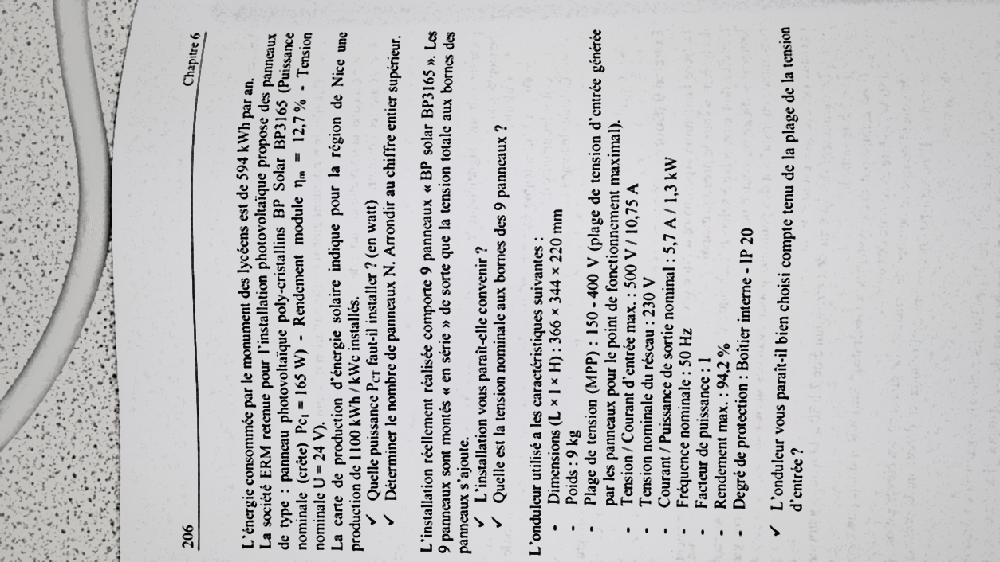 206 Chapitre 6
L'énergie consommée par le monument des lycéens est de 594 kWh par an.
La société ERM retenue pour l'installation photovoltaïque propose des panneaux
de type : panneau photovoltaïque poly-cristallins BP Solar BP3165 (Puissance
nominale (crête) Pc₁ = 165 W) - Rendement module ηₘ = 12,7 % - Tension
nominale U = 24 V).
La carte de production d'énergie solaire indique pour la région de Nice une
production de 1100 kWh / kWc installés.
✓ Quelle puissance P_CT faut-il installer ? (en watt)
✓ Déterminer le nombre de panneaux N. Arrondir au chiffre entier supérieur.
L'installation réellement réalisée comporte 9 panneaux « BP solar BP3165 ». Les
9 panneaux sont montés « en série » de sorte que la tension totale aux bornes des
panneaux s'ajoute.
✓ L'installation vous paraît-elle convenir ?
✓ Quelle est la tension nominale aux bornes des 9 panneaux ?
L'onduleur utilisé a les caractéristiques suivantes :
- Dimensions (L × l × H) : 366 × 344 × 220 mm
- Poids : 9 kg
- Plage de tension (MPP) : 150 - 400 V (plage de tension d'entrée générée
par les panneaux pour le point de fonctionnement maximal).
- Tension / Courant d'entrée max. : 500 V / 10,75 A
- Tension nominale du réseau : 230 V
- Courant / Puissance de sortie nominal : 5,7 A / 1,3 kW
- Fréquence nominale : 50 Hz
- Facteur de puissance : 1
- Rendement max. : 94,2 %
- Degré de protection : Boîtier interne - IP 20
✓ L'onduleur vous paraît-il bien choisi compte tenu de la plage de la tension
d'entrée ?